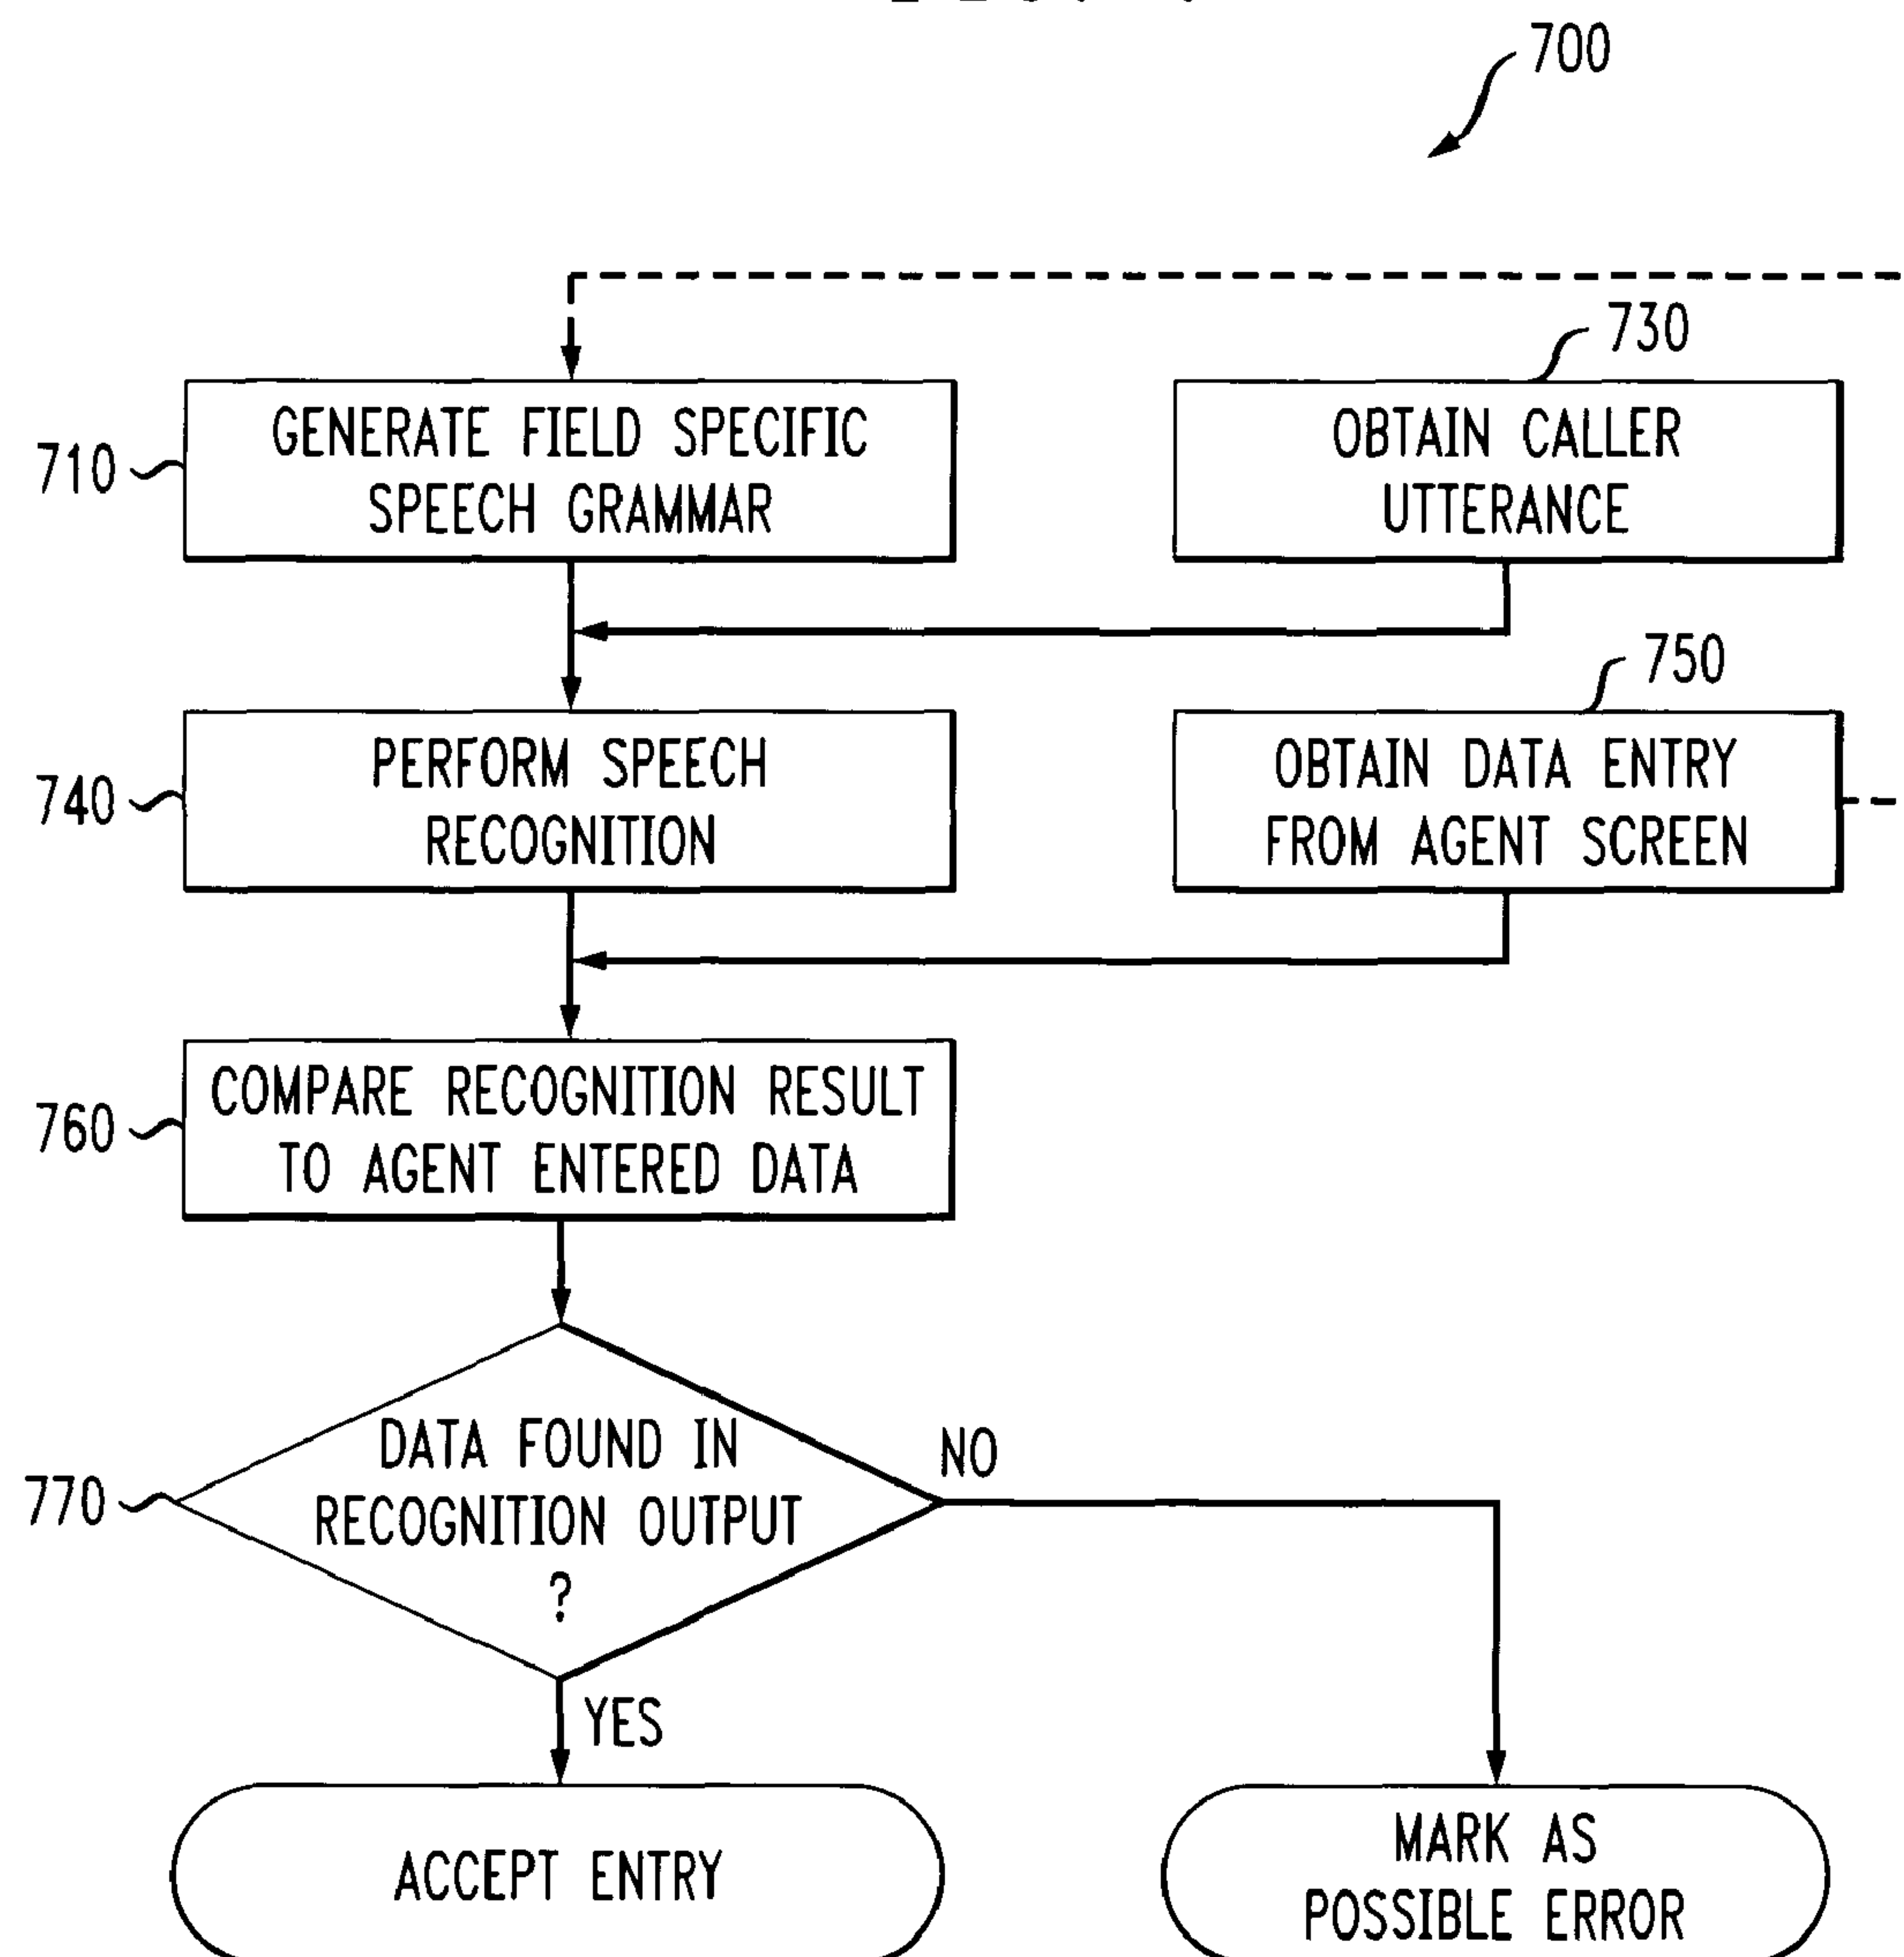 700
730
GENERATE FIELD SPECIFIC
SPEECH GRAMMAR
710
OBTAIN CALLER
UTTERANCE
750
PERFORM SPEECH
RECOGNITION
740
OBTAIN DATA ENTRY
FROM AGENT SCREEN
COMPARE RECOGNITION RESULT
TO AGENT ENTERED DATA
760
DATA FOUND IN
RECOGNITION OUTPUT
?
770
NO
YES
ACCEPT ENTRY
MARK AS
POSSIBLE ERROR